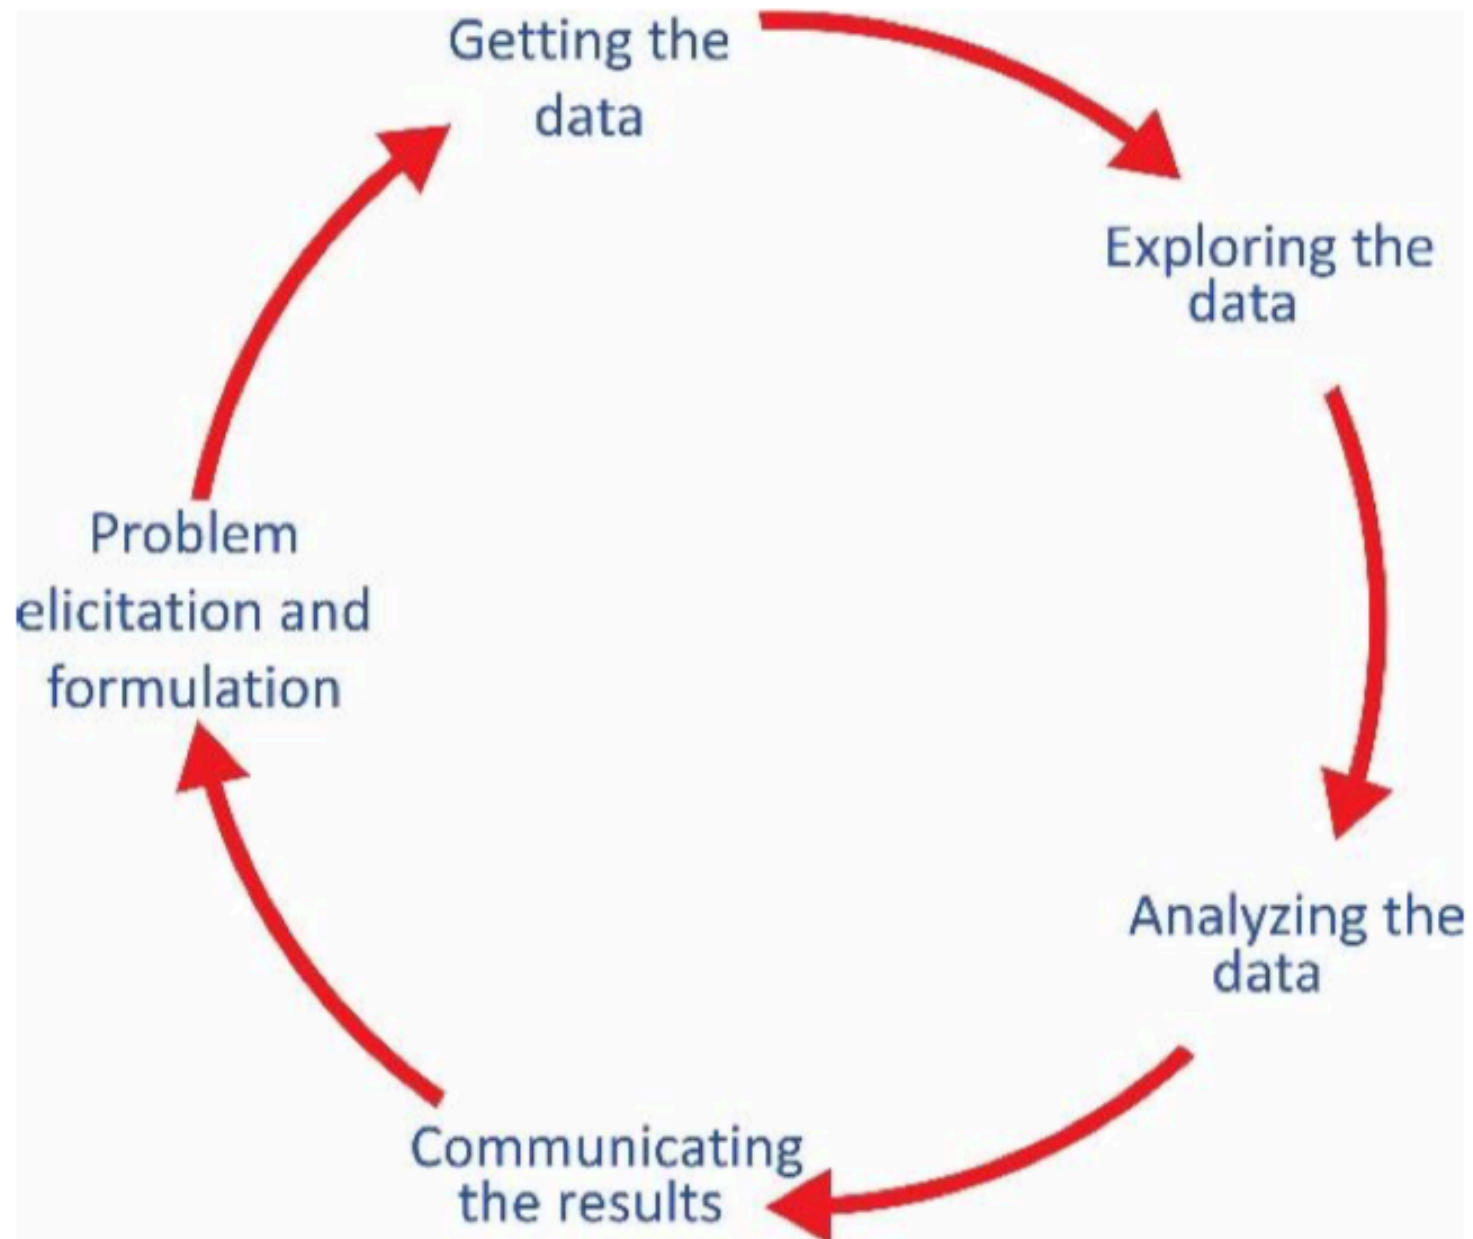 Getting the
data
Exploring the
data
Problem
elicitation and
formulation
Analyzing the
data
Communicating
the results